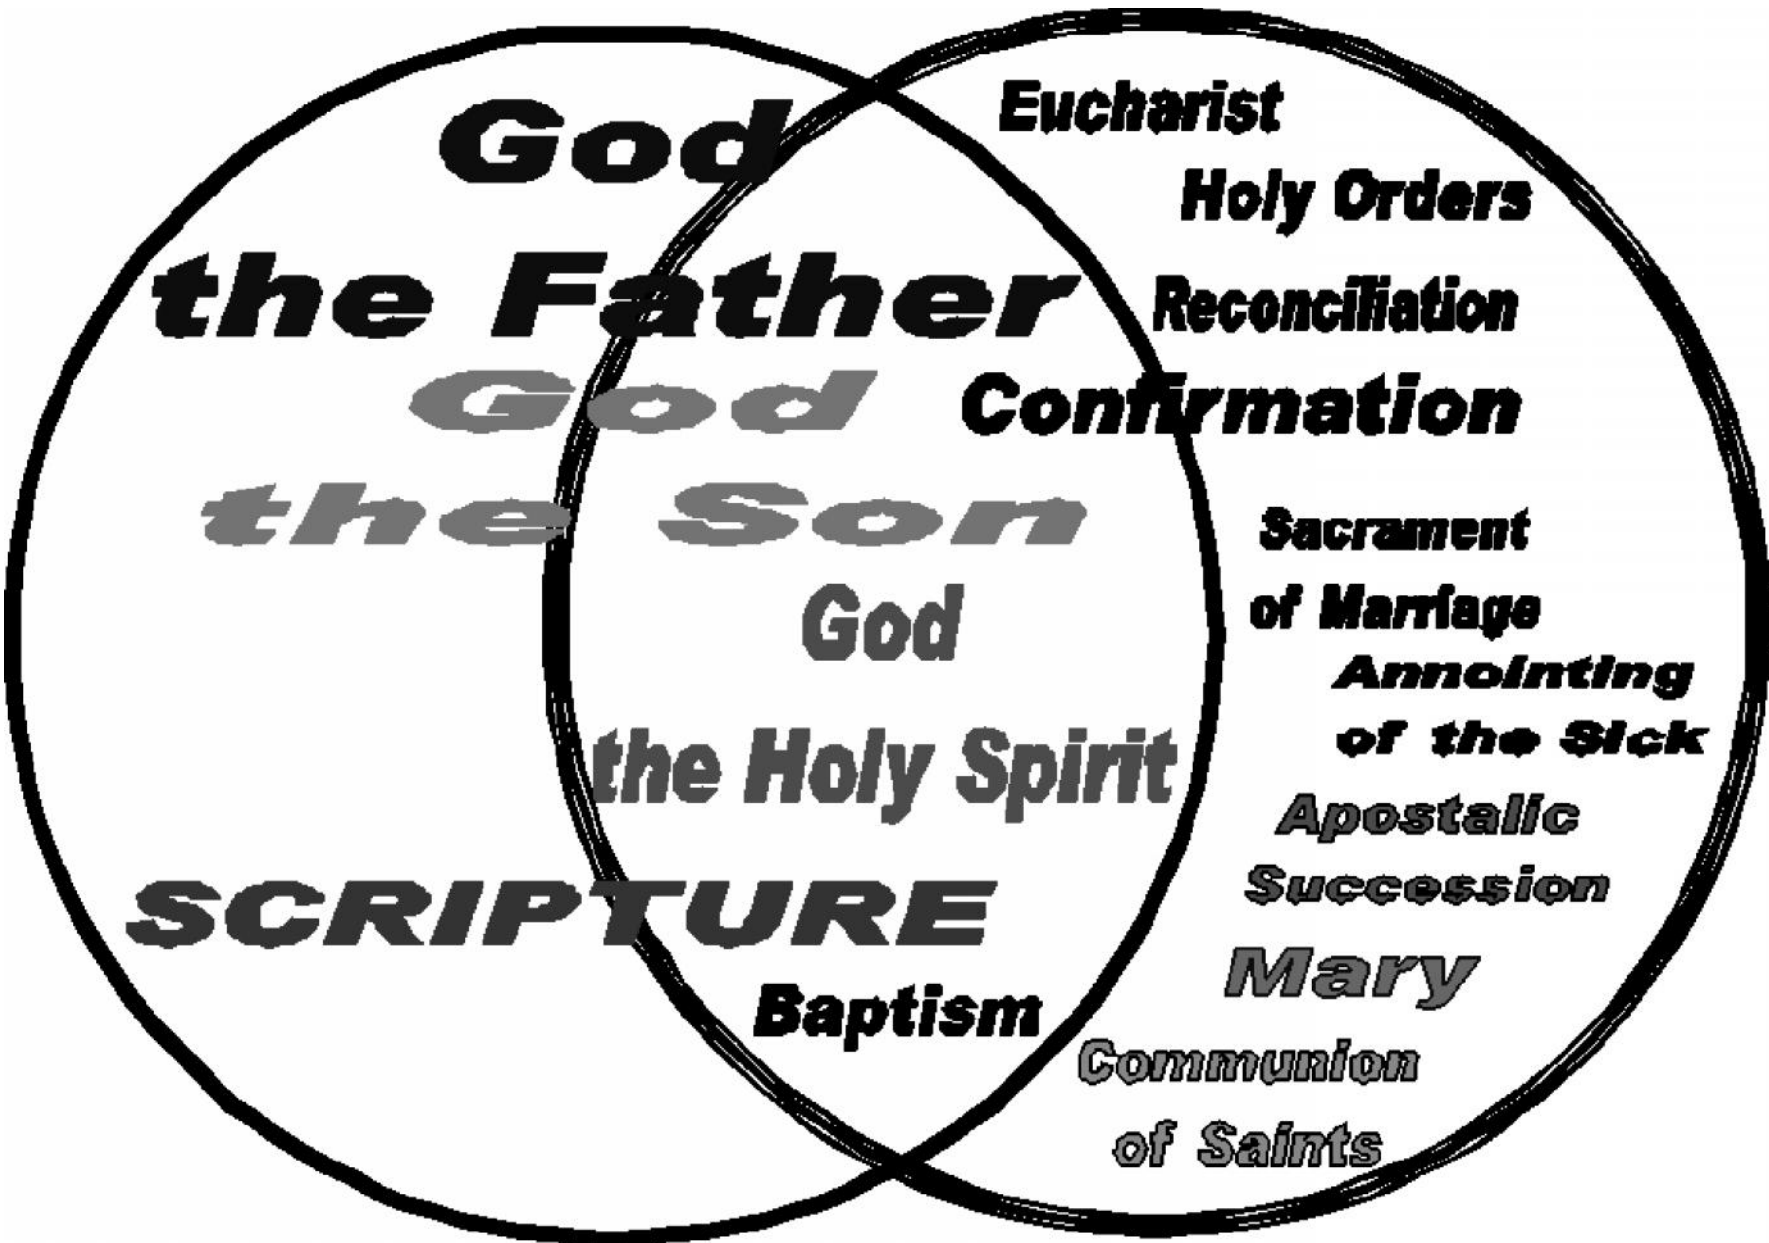 God
the Father
God
the Son
God
the Holy Spirit
SCRIPTURE
Baptism
Eucharist
Holy Orders
Reconciliation
Confirmation
Sacrament
of Marriage
Annointing
of the Sick
Apostalic
Succession
Mary
Communion
of Saints